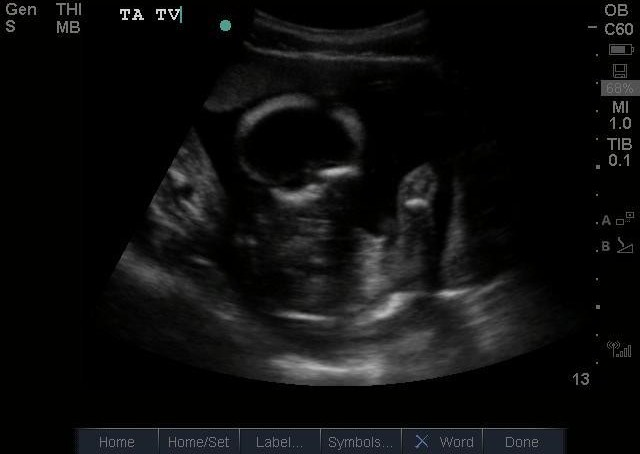 Gen THI TA TV OB
S MB C60
68%
MI
1.0
TIB
0.1
A
B
13
Home Home/Set Label... Symbols... X Word Done